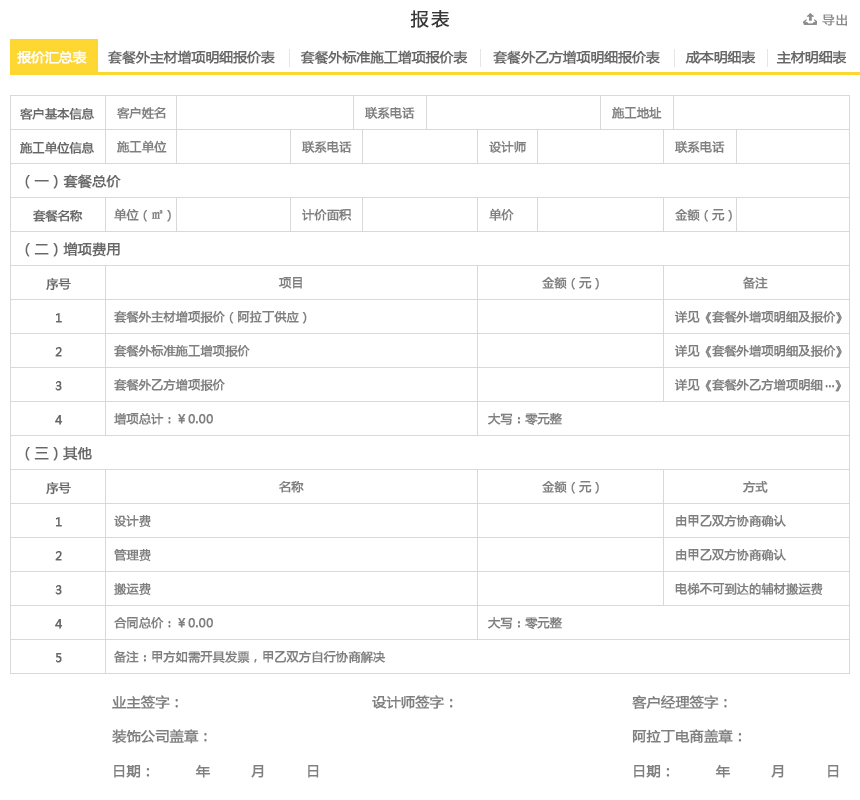 报表
导出
报价汇总表 套餐外主材增项明细报价表 套餐外标准施工增项报价表 套餐外乙方增项明细报价表 成本明细表 主材明细表
客户基本信息 客户姓名 联系电话 施工地址
施工单位信息 施工单位 联系电话 设计师 联系电话
（一）套餐总价
套餐名称 单位（㎡） 计价面积 单价 金额（元）
（二）增项费用
序号 项目 金额（元） 备注
1 套餐外主材增项报价（阿拉丁供应） 详见《套餐外增项明细及报价》
2 套餐外标准施工增项报价 详见《套餐外增项明细及报价》
3 套餐外乙方增项报价 详见《套餐外乙方增项明细…》
4 增项总计：￥0.00 大写：零元整
（三）其他
序号 名称 金额（元） 方式
1 设计费 由甲乙双方协商确认
2 管理费 由甲乙双方协商确认
3 搬运费 电梯不可到达的辅材搬运费
4 合同总价：￥0.00 大写：零元整
5 备注：甲方如需开具发票，甲乙双方自行协商解决
业主签字： 设计师签字： 客户经理签字：
装饰公司盖章： 阿拉丁电商盖章：
日期： 年 月 日 日期： 年 月 日